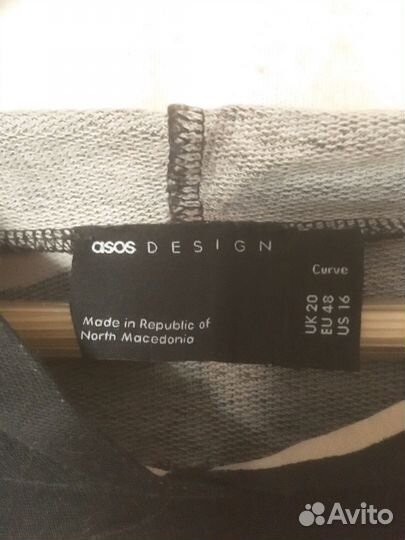 asos DESIGN
Curve
Made in Republic of
North Macedonia
UK 20
EU 48
US 16
Avito